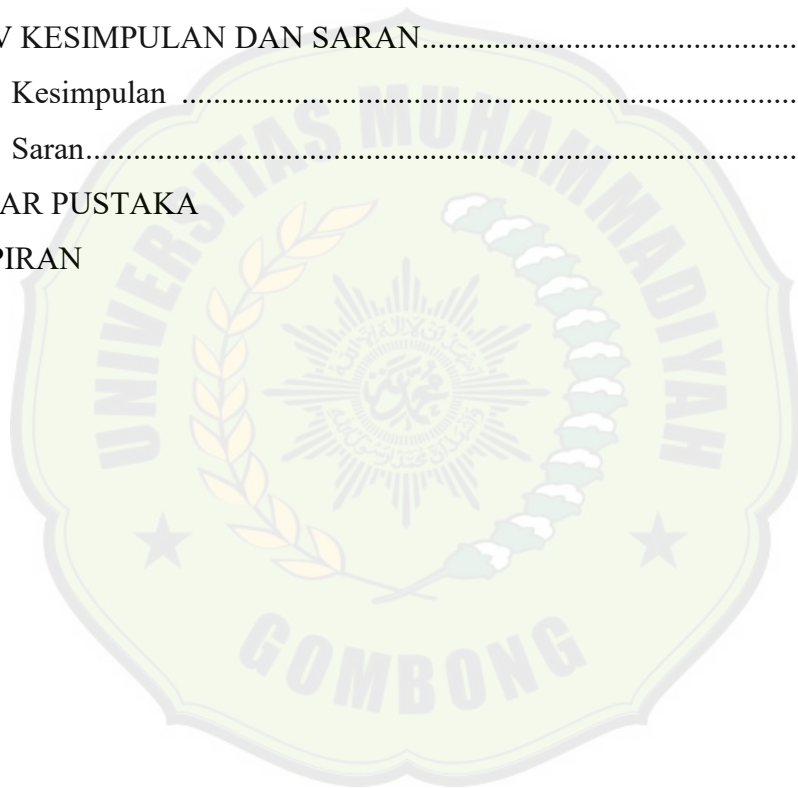 V KESIMPULAN DAN SARAN..................................................
Kesimpulan ..................................................................................
Saran...............................................................................................
AR PUSTAKA
PIRAN
UNIVERSITAS MUHAMMADIYAH
GOMBONG